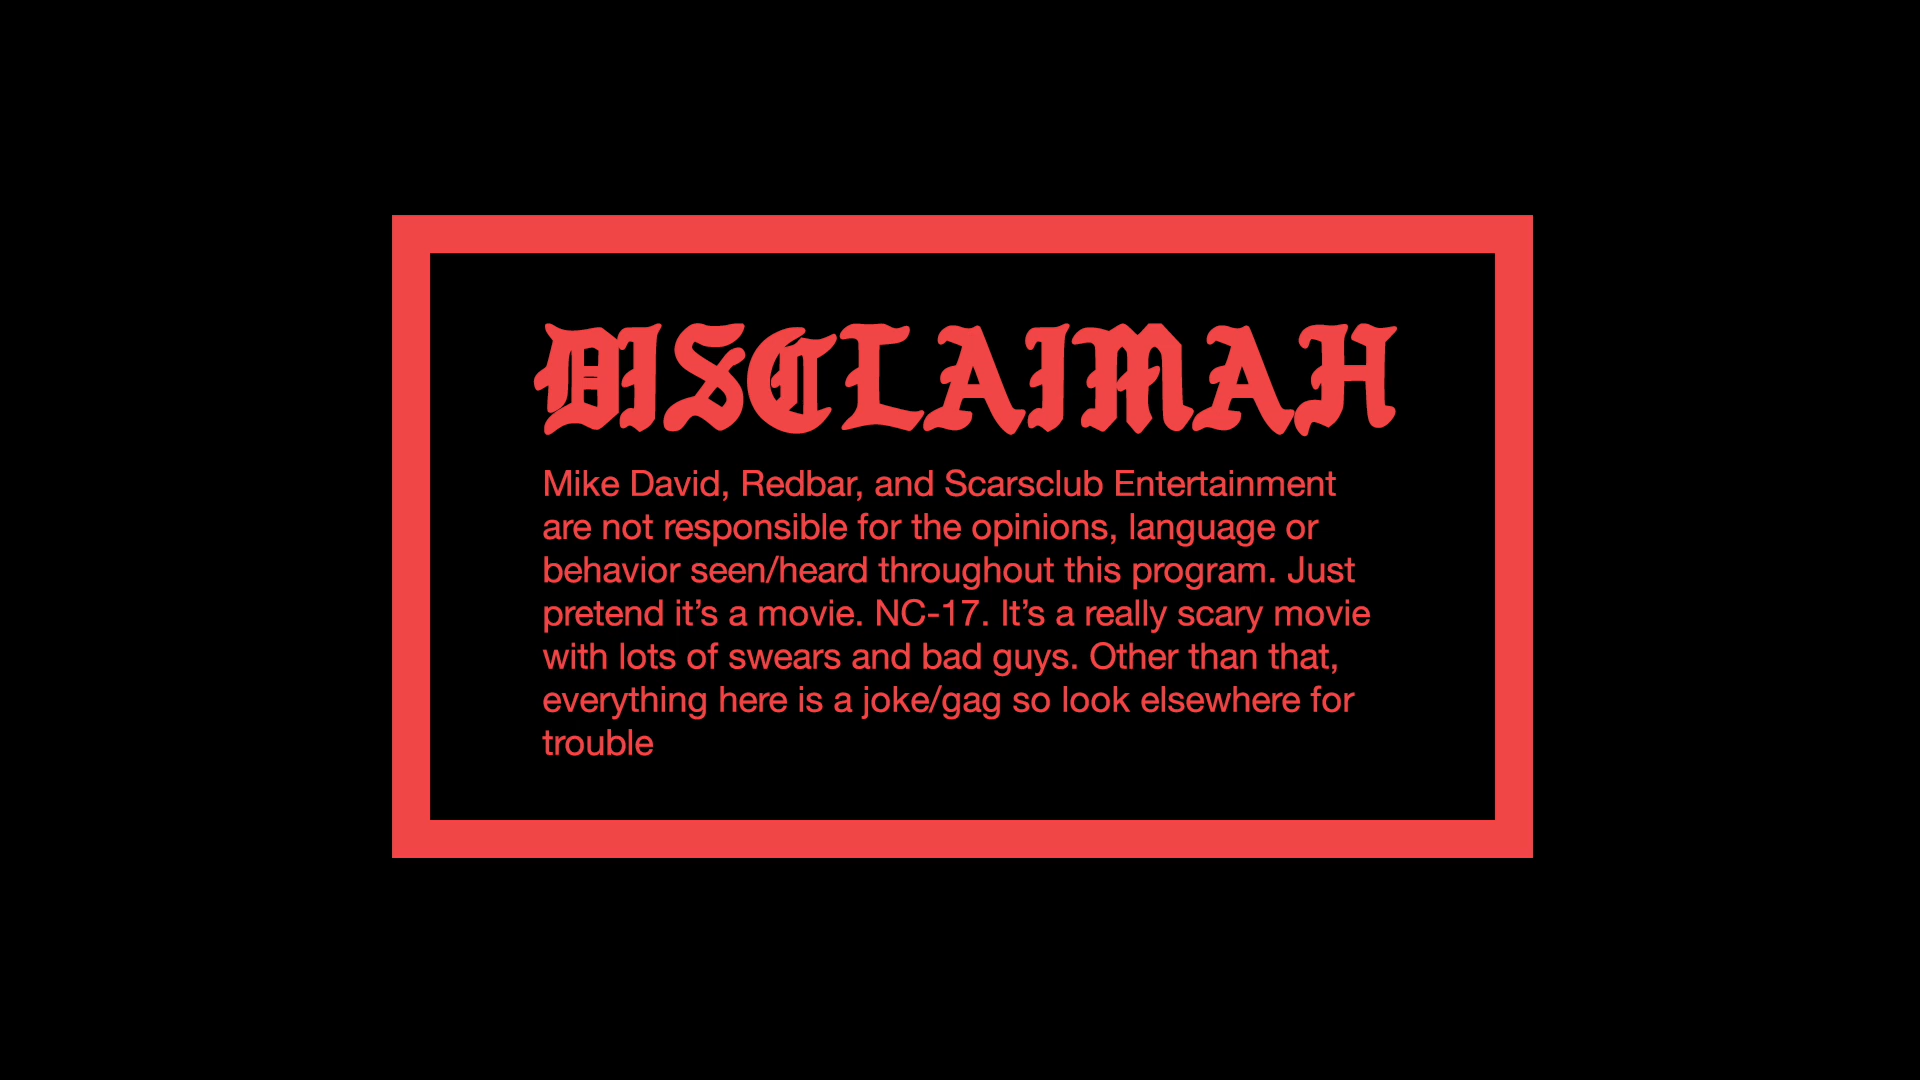 DISCLAIMAH
Mike David, Redbar, and Scarsclub Entertainment
are not responsible for the opinions, language or
behavior seen/heard throughout this program. Just
pretend it’s a movie. NC-17. It’s a really scary movie
with lots of swears and bad guys. Other than that,
everything here is a joke/gag so look elsewhere for
trouble